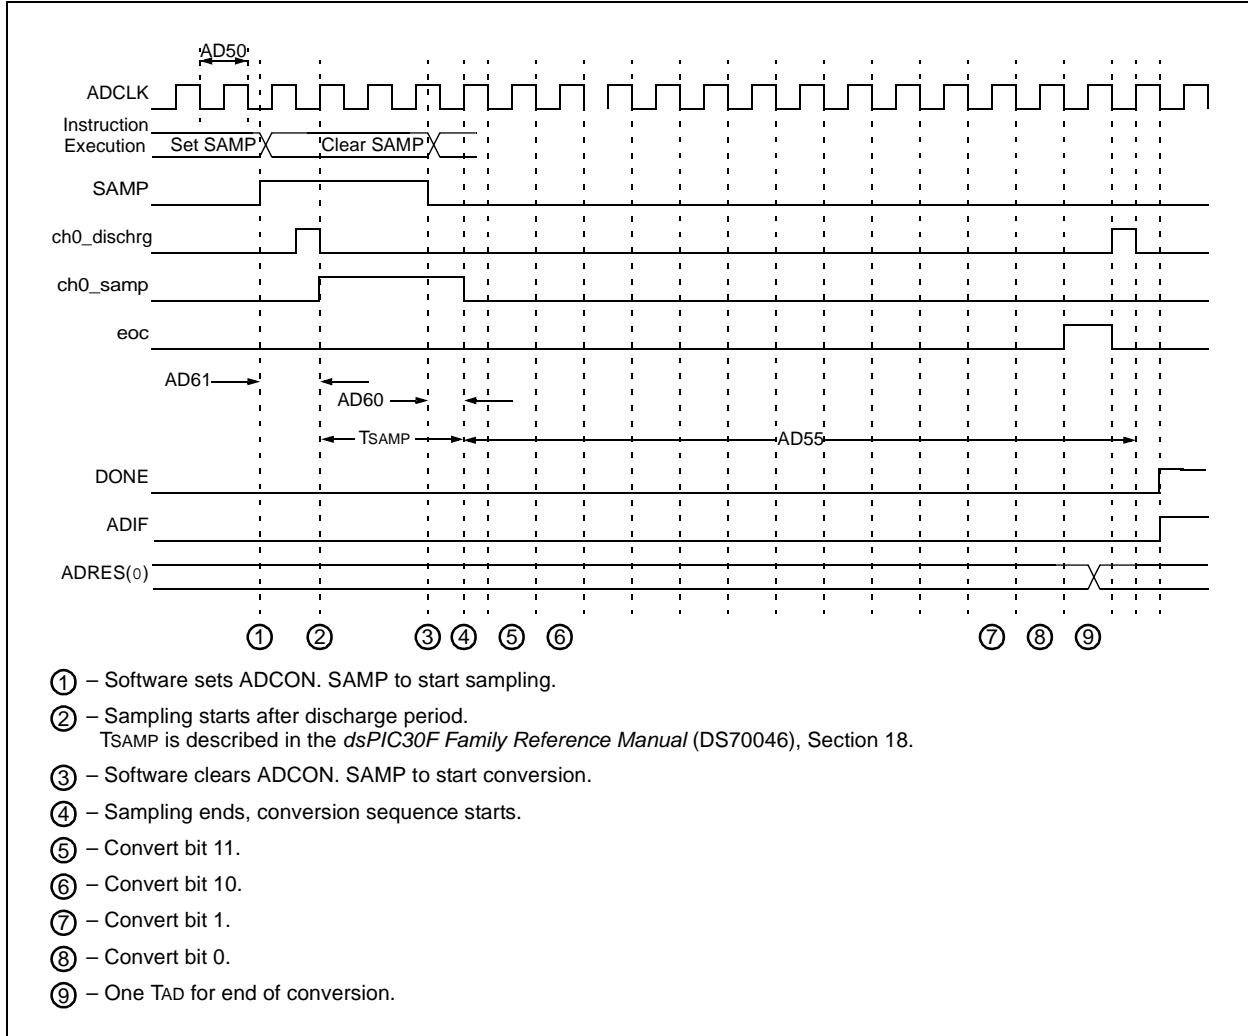 AD50
ADCLK
Instruction
Execution
Set SAMP
Clear SAMP
SAMP
ch0_dischrg
ch0_samp
eoc
AD61
AD60
TSAMP
AD55
DONE
ADIF
ADRES(0)
1 2 3 4 5 6 7 8 9
1 – Software sets ADCON. SAMP to start sampling.
2 – Sampling starts after discharge period.
TSAMP is described in the dsPIC30F Family Reference Manual (DS70046), Section 18.
3 – Software clears ADCON. SAMP to start conversion.
4 – Sampling ends, conversion sequence starts.
5 – Convert bit 11.
6 – Convert bit 10.
7 – Convert bit 1.
8 – Convert bit 0.
9 – One TAD for end of conversion.